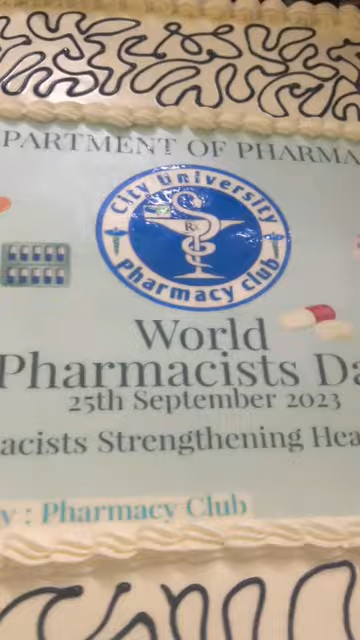 PARTMENT OF PHARMA
City University
Rx
Pharmacy Club
World
Pharmacists Da
25th September 2023
acists Strengthening Hea
y : Pharmacy Club